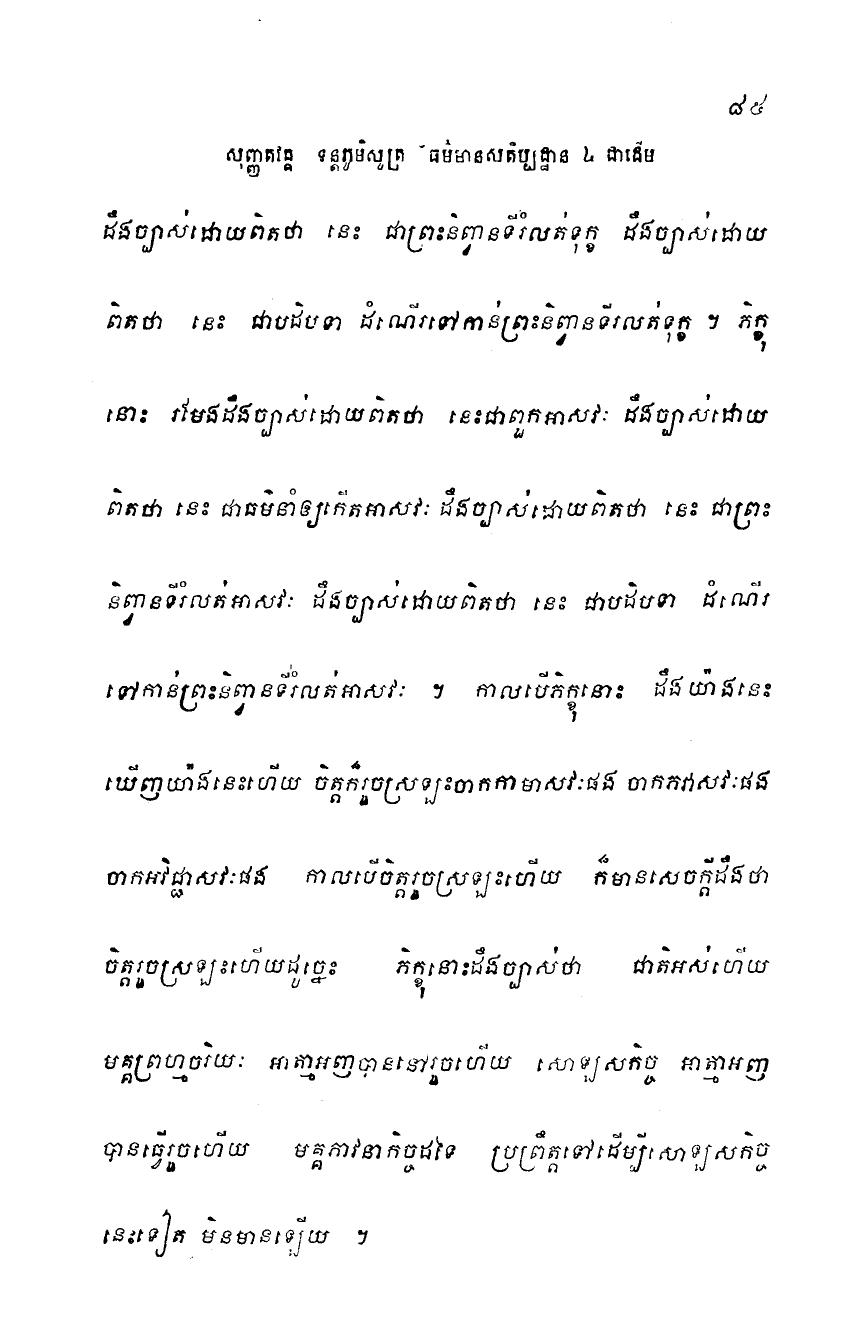 ៨៥
សុញ្ញតវគ្គ ទន្តភូមិសូត្រ ធម៌មានសតិប្បដ្ឋាន ៤ ជាដើម
ដឹងច្បាស់ដោយពិតថា នេះ ជាព្រះនិព្វានទីរំលត់ទុក្ខ ដឹងច្បាស់ដោយ
ពិតថា នេះ ជាបដិបទា ដំណើរទៅកាន់ព្រះនិព្វានទីរលត់ទុក្ខ ។ ភិក្ខុ
នោះ រមែងដឹងច្បាស់ដោយពិតថា នេះជាពួកអាសវៈ ដឹងច្បាស់ដោយ
ពិតថា នេះ ជាធមិនាំឲ្យកើតអាសវៈ ដឹងច្បាស់ដោយពិតថា នេះ ជាព្រះ
និព្វានទីរំលត់អាសវៈ ដឹងច្បាស់ដោយពិតថា នេះ ជាបដិបទា ដំណើរ
ទៅកាន់ព្រះនិព្វានទីរំលត់អាសវៈ ។ កាលបើភិក្ខុនោះ ដឹងយ៉ាងនេះ
ឃើញយ៉ាងនេះហើយ ចិត្តក៏រួចស្រឡះចាកកាមាសវៈផង ចាកភវាសវៈផង
ចាកអវិជ្ជាសវៈផង កាលបើចិត្តរួចស្រឡះហើយ ក៏មានសេចក្តីដឹងថា
ចិត្តរួចស្រឡះហើយដូច្នេះ ភិក្ខុនោះដឹងច្បាស់ថា ជាតិអស់ហើយ
មគ្គព្រហ្មចរិយៈ អាត្មាអញបាននៅរួចហើយ សោឡសកិច្ច អាត្មាអញ
បានធ្វើរួចហើយ មគ្គភាវនាកិច្ចដទៃ ប្រព្រឹត្តទៅដើម្បីសោឡសកិច្ច
នេះទៀត មិនមានឡើយ ។